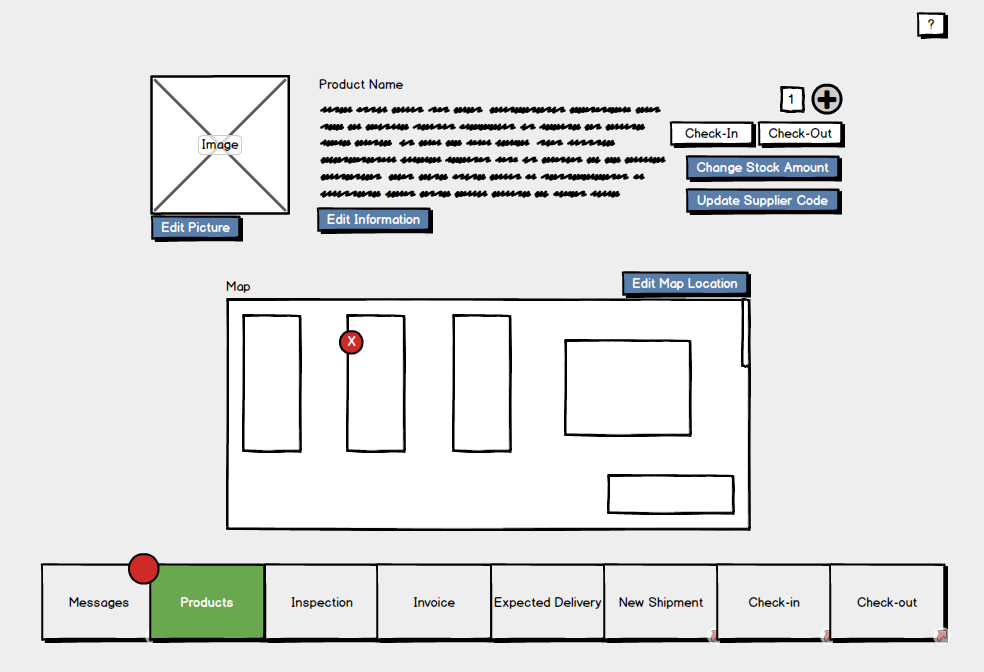 ?
Product Name
Image
1
Check-In
Check-Out
Change Stock Amount
Update Supplier Code
Edit Information
Edit Picture
Map
Edit Map Location
X
Messages
Products
Inspection
Invoice
Expected Delivery
New Shipment
Check-in
Check-out